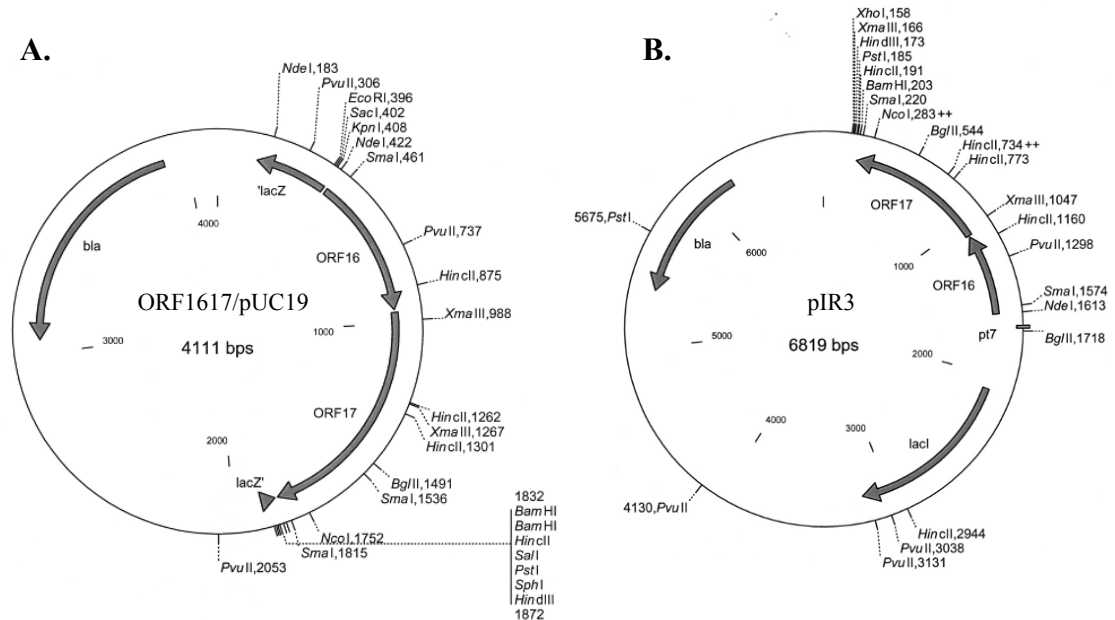 A.
NdeI,183
PvuII,306
EcoRI,396
SacI,402
KpnI,408
NdeI,422
SmaI,461
'lacZ
4000
bla
ORF16
PvuII,737
HincII,875
ORF1617/pUC19
XmaIII,988
1000
3000
4111 bps
ORF17
HincII,1262
XmaIII,1267
HincII,1301
2000
lacZ'
BglII,1491
SmaI,1536
NcoI,1752
SmaI,1815
PvuII,2053
1832
BamHI
BamHI
HincII
SalI
PstI
SphI
HindIII
1872
B.
XhoI,158
XmaIII,166
HindIII,173
PstI,185
HincII,191
BamHI,203
SmaI,220
NcoI,283++
BglII,544
HincII,734++
HincII,773
5675,PstI
ORF17
bla
6000
XmaIII,1047
HincII,1160
PvuII,1298
1000
ORF16
pIR3
SmaI,1574
NdeI,1613
pt7
BglII,1718
5000
6819 bps
2000
4000
3000
lacI
4130,PvuII
HincII,2944
PvuII,3038
PvuII,3131